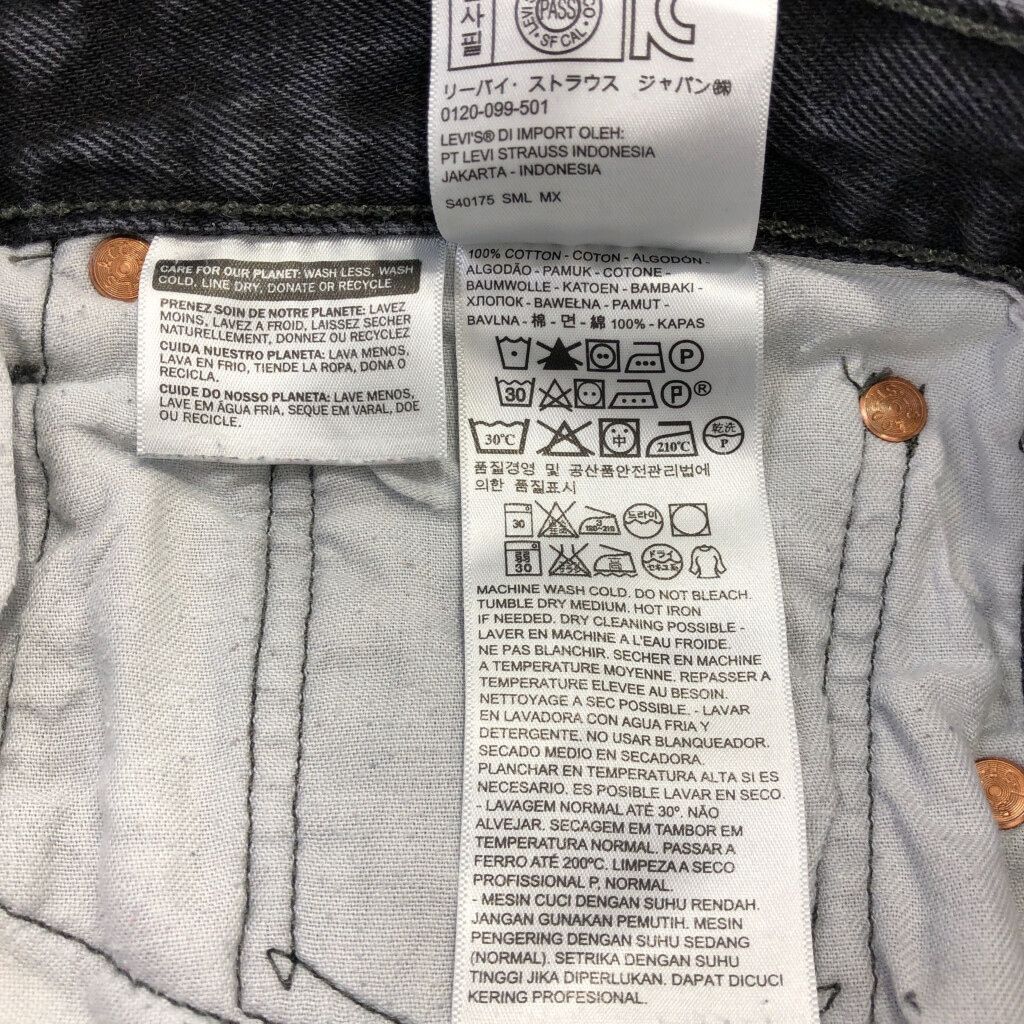 사필
PASS
SF CAL
リーバイ・ストラウス ジャパン㈱
0120-099-501
LEVI'S® DI IMPORT OLEH:
PT LEVI STRAUSS INDONESIA
JAKARTA - INDONESIA
S40175 SML MX
CARE FOR OUR PLANET: WASH LESS, WASH
COLD, LINE DRY, DONATE OR RECYCLE
PRENEZ SOIN DE NOTRE PLANETE: LAVEZ
MOINS, LAVEZ A FROID, LAISSEZ SECHER
NATURELLEMENT, DONNEZ OU RECYCLEZ
CUIDA NUESTRO PLANETA: LAVA MENOS,
LAVA EN FRIO, TIENDE LA ROPA, DONA O
RECICLA.
CUIDE DO NOSSO PLANETA: LAVE MENOS,
LAVE EM ÁGUA FRIA, SEQUE EM VARAL, DOE
OU RECICLE.
100% COTTON - COTON - ALGODÓN -
ALGODÃO - PAMUK - COTONE -
BAUMWOLLE - KATOEN - BAMBAKI -
ХЛОПОК - BAWEŁNA - PAMUT -
BAVLNA - 棉 - 면 - 綿 100% - KAPAS
P
30 P ®
30℃ 中 210℃ 乾洗 P
품질경영 및 공산품안전관리법에
의한 품질표시
30 드라이
30 ドライ
MACHINE WASH COLD. DO NOT BLEACH.
TUMBLE DRY MEDIUM. HOT IRON
IF NEEDED. DRY CLEANING POSSIBLE -
LAVER EN MACHINE A L'EAU FROIDE.
NE PAS BLANCHIR. SECHER EN MACHINE
A TEMPERATURE MOYENNE. REPASSER A
TEMPERATURE ELEVEE AU BESOIN.
NETTOYAGE A SEC POSSIBLE. - LAVAR
EN LAVADORA CON AGUA FRIA Y
DETERGENTE. NO USAR BLANQUEADOR.
SECADO MEDIO EN SECADORA.
PLANCHAR EN TEMPERATURA ALTA SI ES
NECESARIO. ES POSIBLE LAVAR EN SECO.
- LAVAGEM NORMAL ATÉ 30º. NÃO
ALVEJAR. SECAGEM EM TAMBOR EM
TEMPERATURA NORMAL. PASSAR A
FERRO ATÉ 200ºC. LIMPEZA A SECO
PROFISSIONAL P, NORMAL.
- MESIN CUCI DENGAN SUHU RENDAH.
JANGAN GUNAKAN PEMUTIH. MESIN
PENGERING DENGAN SUHU SEDANG
(NORMAL). SETRIKA DENGAN SUHU
TINGGI JIKA DIPERLUKAN. DAPAT DICUCI
KERING PROFESIONAL.